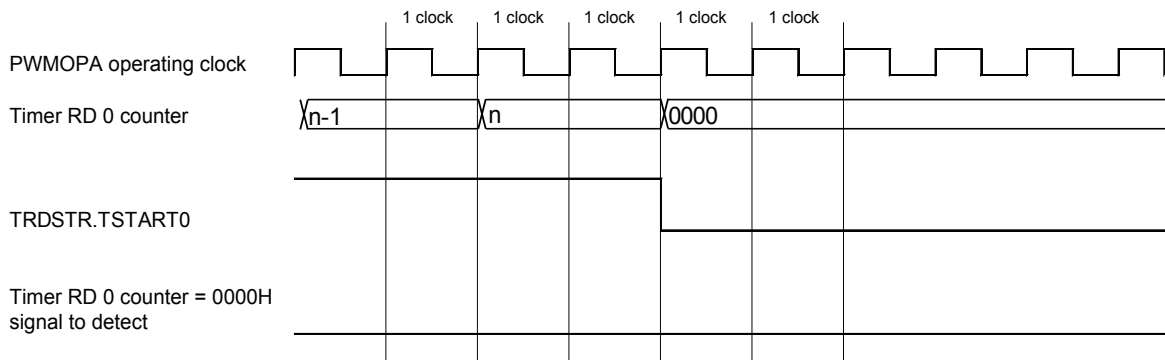 1 clock 1 clock 1 clock 1 clock 1 clock
PWMOPA operating clock
Timer RD 0 counter n-1 n 0000
TRDSTR.TSTART0
Timer RD 0 counter = 0000H
signal to detect